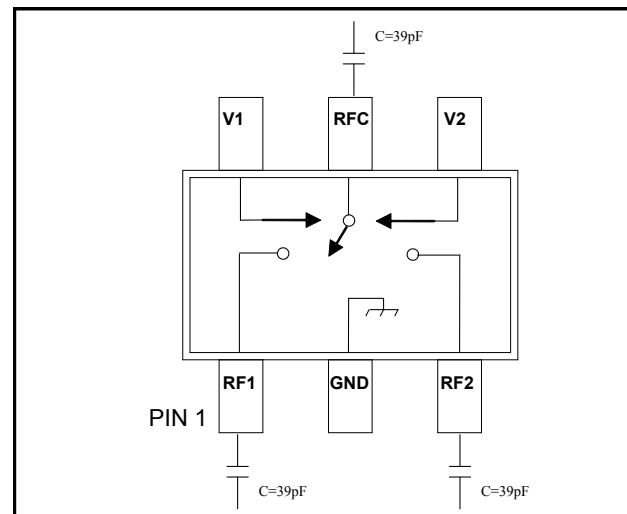 C=39pF
V1
RFC
V2
RF1
GND
RF2
PIN 1
C=39pF
C=39pF